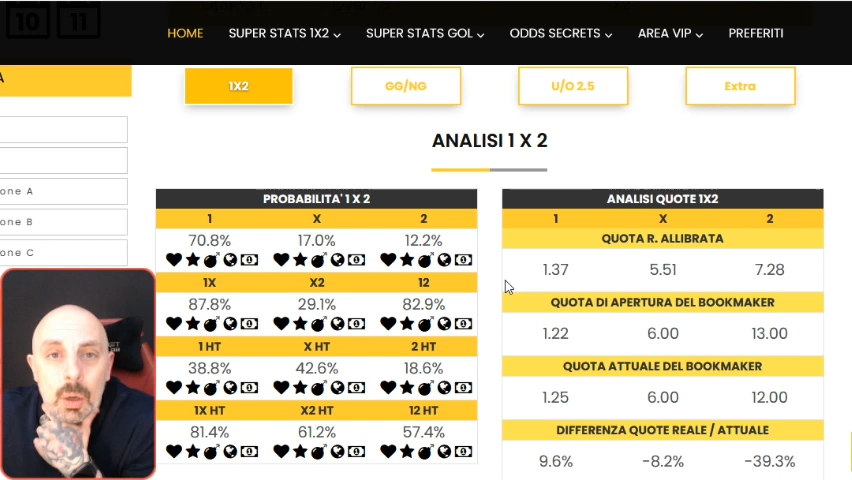 10 11
HOME SUPER STATS 1X2 SUPER STATS GOL ODDS SECRETS AREA VIP PREFERITI
A
1X2 GG/NG U/O 2.5 Extra
ANALISI 1 X 2
one A
one B
one C
PROBABILITA' 1 X 2
1 X 2
70.8% 17.0% 12.2%
1X X2 12
87.8% 29.1% 82.9%
1 HT X HT 2 HT
38.8% 42.6% 18.6%
1X HT X2 HT 12 HT
81.4% 61.2% 57.4%
ANALISI QUOTE 1X2
1 X 2
QUOTA R. ALLIBRATA
1.37 5.51 7.28
QUOTA DI APERTURA DEL BOOKMAKER
1.22 6.00 13.00
QUOTA ATTUALE DEL BOOKMAKER
1.25 6.00 12.00
DIFFERENZA QUOTE REALE / ATTUALE
9.6% -8.2% -39.3%